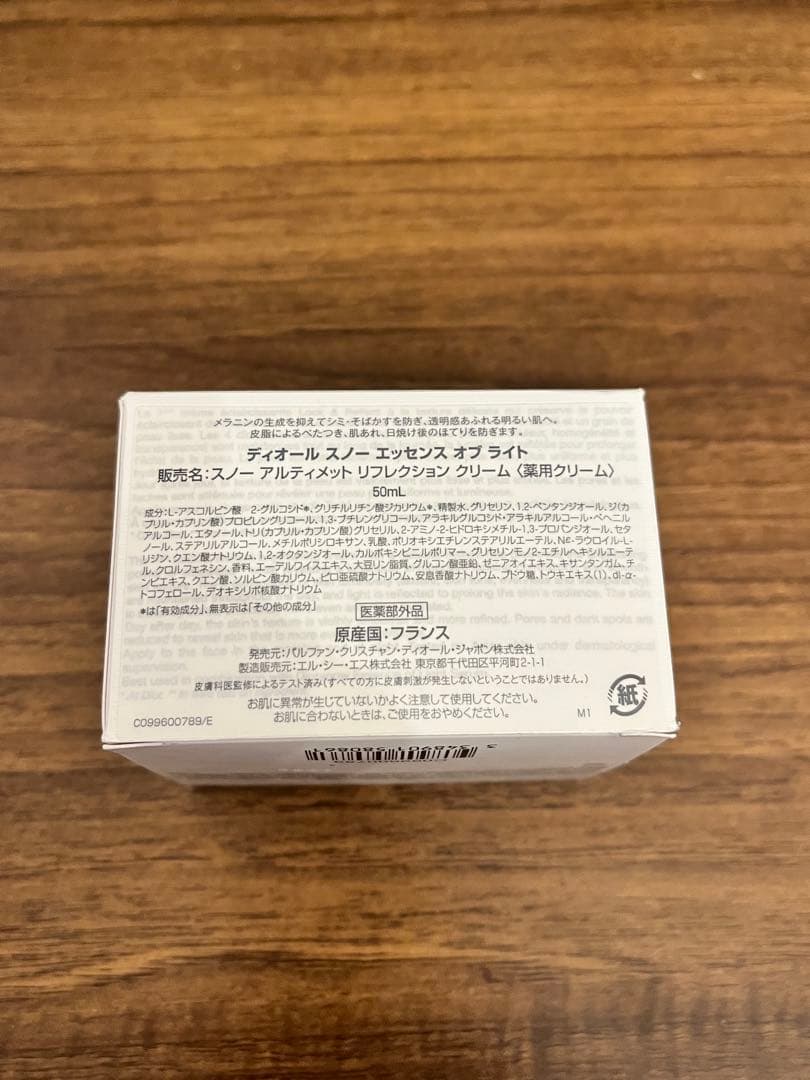 メラニンの生成を抑えてシミ・そばかすを防ぎ、透明感あふれる明るい肌へ。
皮脂によるべたつき、肌あれ、日焼け後のほてりを防ぎます。
ディオール スノー エッセンス オブ ライト
販売名：スノー アルティメット リフレクション クリーム〈薬用クリーム〉
50mL
成分：L-アスコルビン酸 2-グルコシド*、グリチルリチン酸ジカリウム*、精製水、グリセリン、1,2-ペンタンジオール、ジ(カ
プリル・カプリン酸)プロピレングリコール、1,3-ブチレングリコール、アラキルグルコシド・アラキルアルコール・ベヘニル
アルコール、エタノール、トリ(カプリル・カプリン酸)グリセリル、2-アミノ-2-ヒドロキシメチル-1,3-プロパンジオール、セタ
ノール、ステアリルアルコール、メチルポリシロキサン、乳酸、ポリオキシエチレンステアリルエーテル、Nε-ラウロイル-L-
リジン、クエン酸ナトリウム、1,2-オクタンジオール、カルボキシビニルポリマー、グリセリンモノ2-エチルヘキシルエーテ
ル、クロルフェネシン、香料、エーデルワイスエキス、大豆リン脂質、グルコン酸亜鉛、ゼニアオイエキス、キサンタンガム、チ
ンピエキス、クエン酸、ソルビン酸カリウム、ピロ亜硫酸ナトリウム、安息香酸ナトリウム、ブドウ糖、トウキエキス(1)、dl-α-
トコフェロール、デオキシリボ核酸ナトリウム
*は「有効成分」、無表示は「その他の成分」
医薬部外品
原産国：フランス
発売元：パルファン・クリスチャン・ディオール・ジャポン株式会社
製造販売元：エル・シー・エス株式会社 東京都千代田区平河町2-1-1
皮膚科医監修によるテスト済み(すべての方に皮膚刺激が発生しないということではありません。)
お肌に異常が生じていないかよく注意して使用してください。
お肌に合わないときは、ご使用をおやめください。
紙
C099600789/E
M1